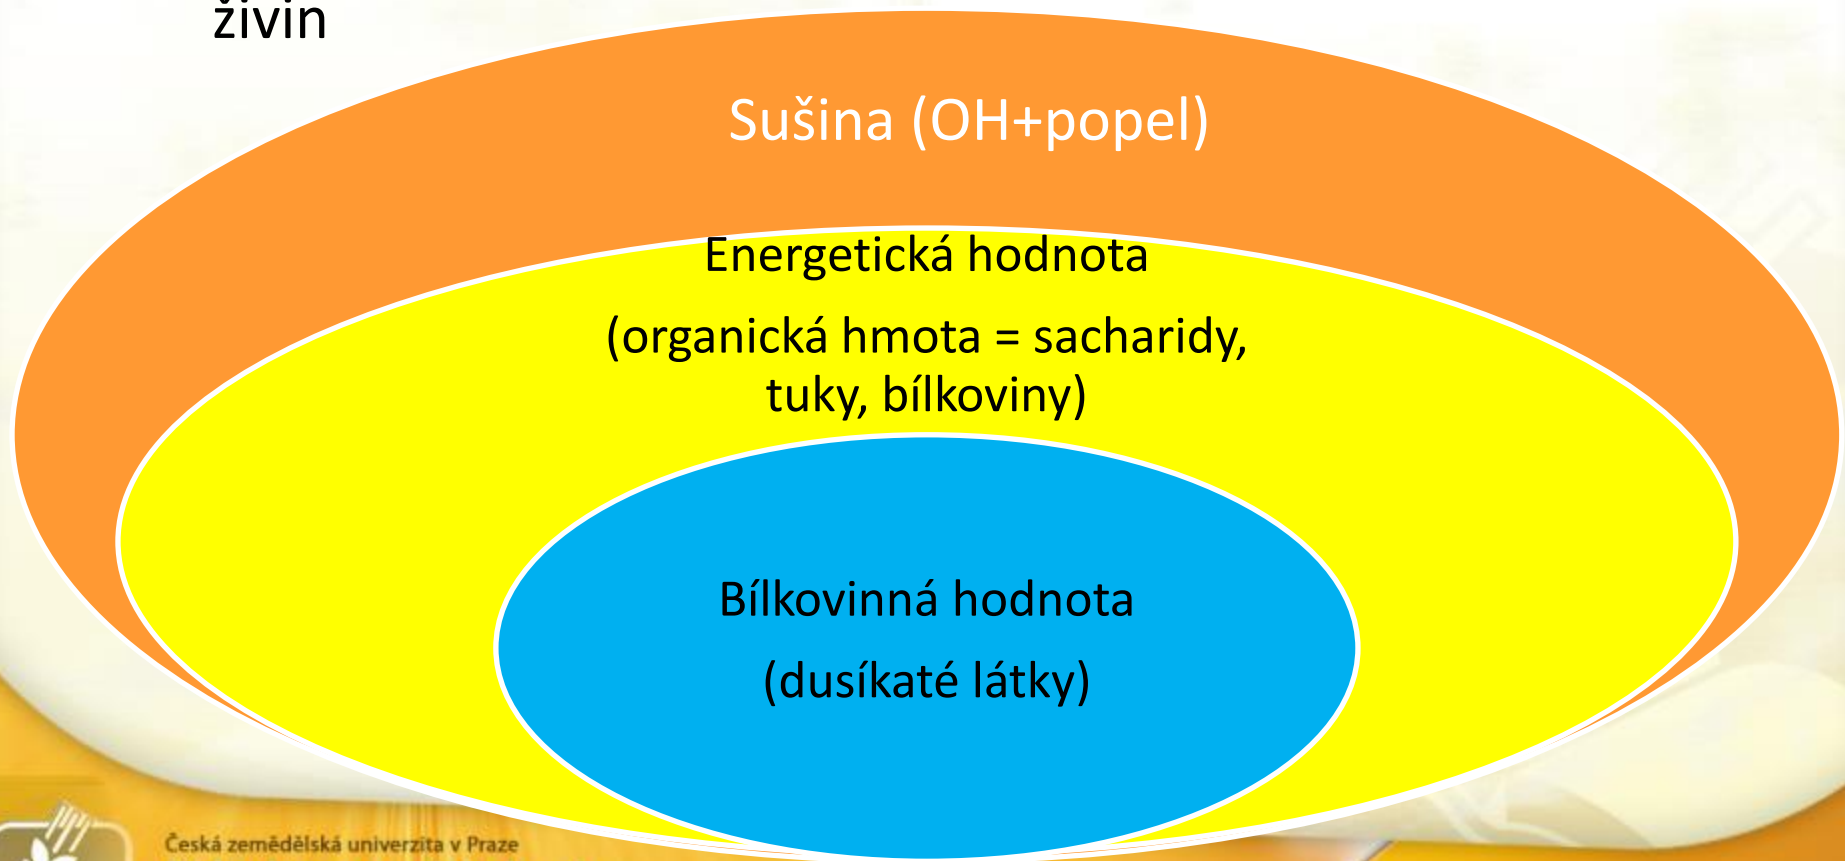 živin
Sušina (OH+popel)
Energetická hodnota
(organická hmota = sacharidy,
tuky, bílkoviny)
Bílkovinná hodnota
(dusíkaté látky)
Česká zemědělská univerzita v Praze